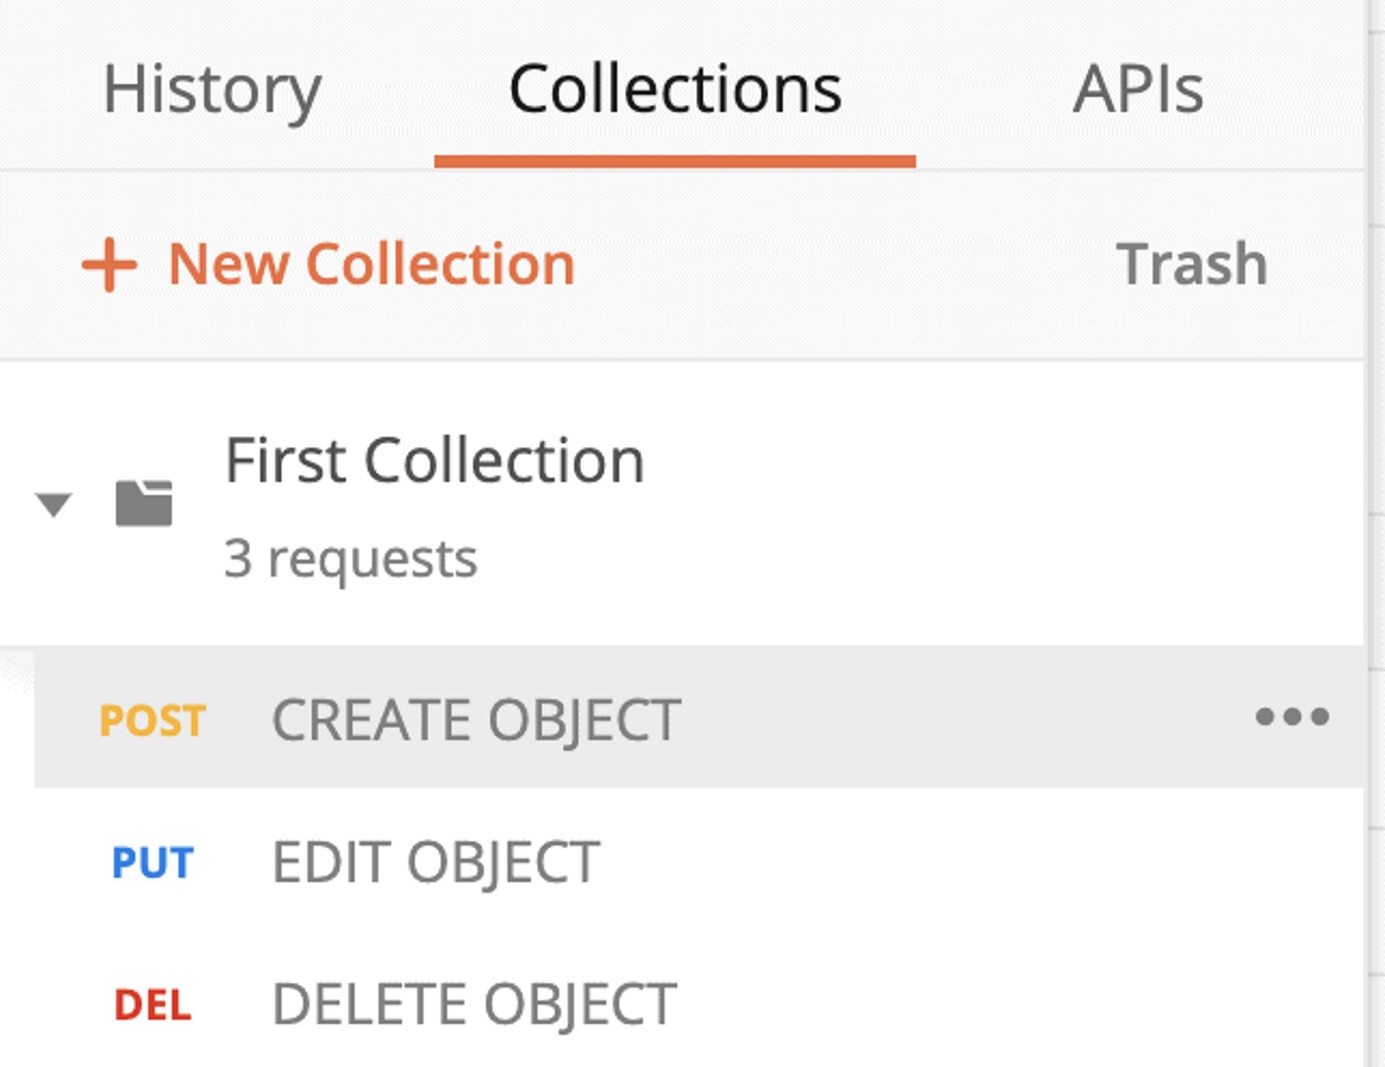 History Collections APIs
+ New Collection Trash
First Collection
3 requests
POST CREATE OBJECT •••
PUT EDIT OBJECT
DEL DELETE OBJECT